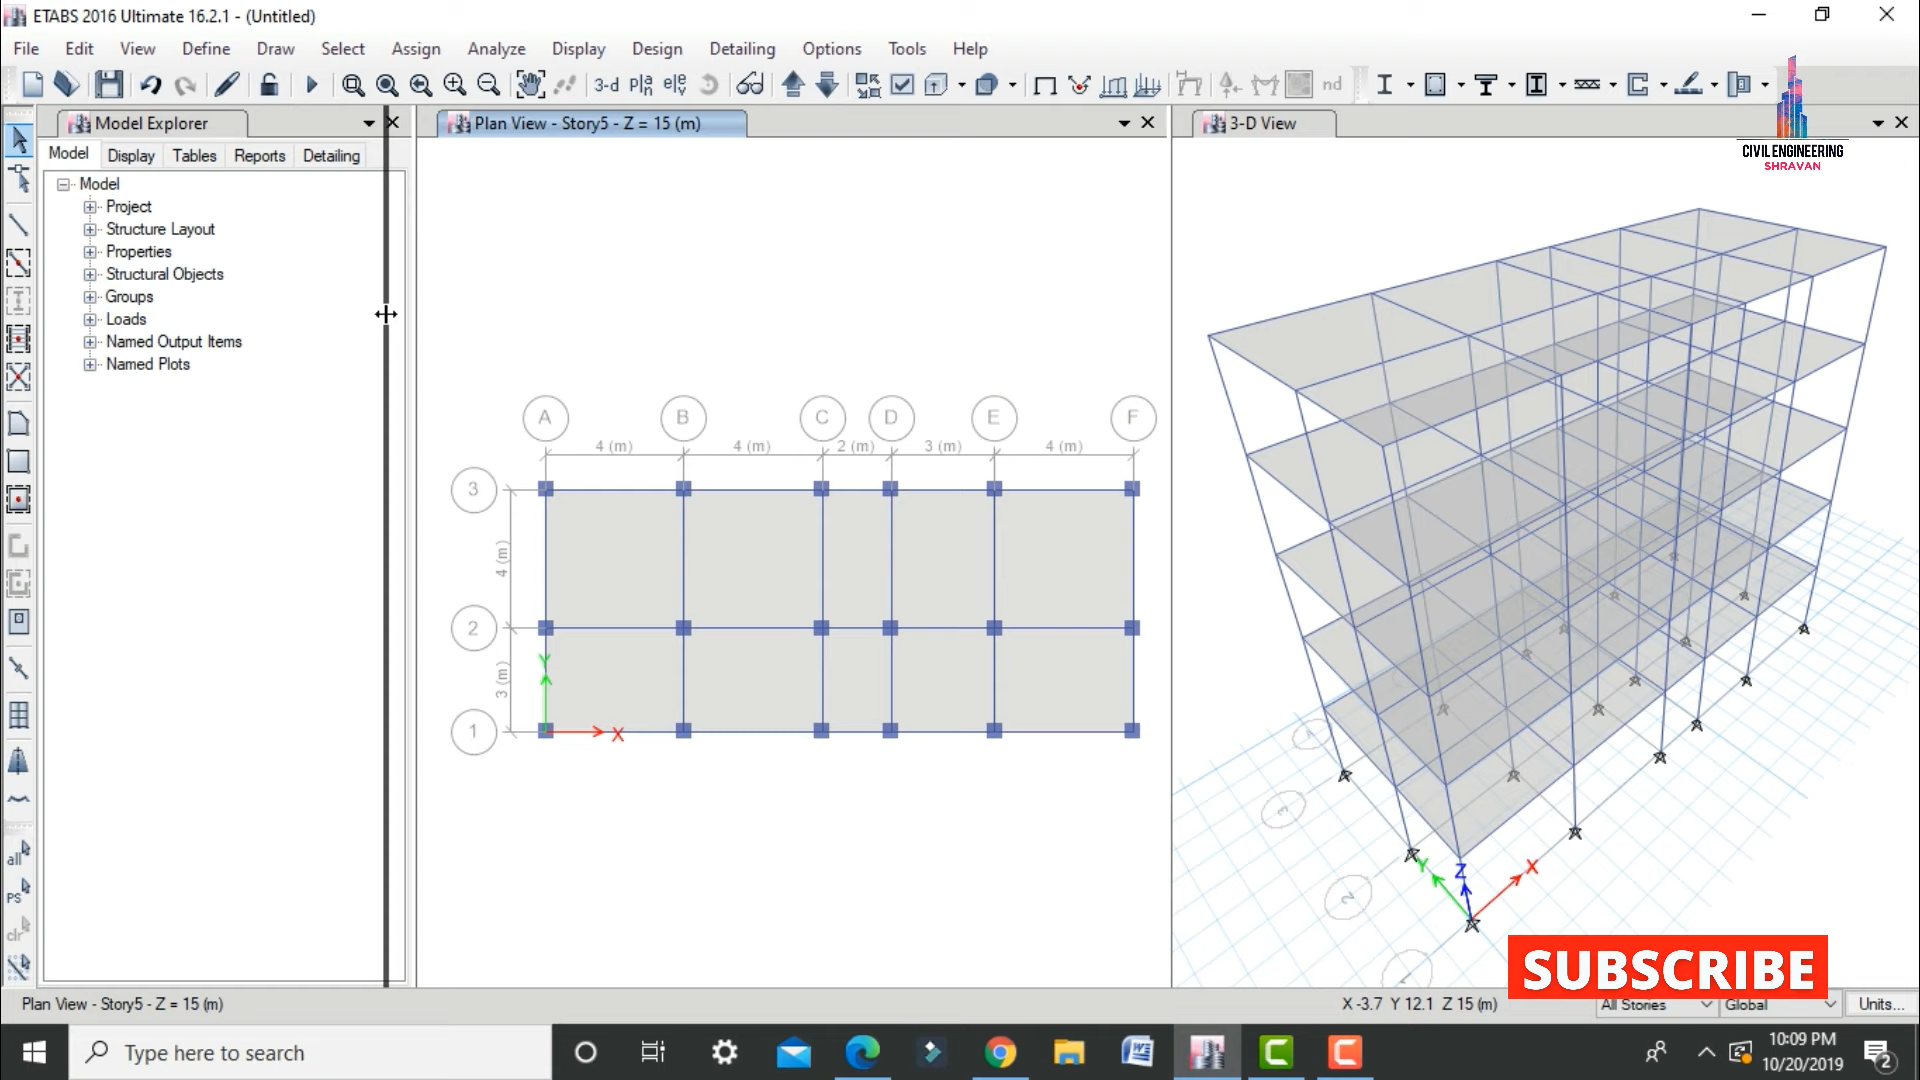 ETABS 2016 Ultimate 16.2.1 - (Untitled)
File Edit View Define Draw Select Assign Analyze Display Design Detailing Options Tools Help
3-d nd
Model Explorer
Plan View - Story5 - Z = 15 (m)
3-D View
CIVIL ENGINEERING
SHRAVAN
Model Display Tables Reports Detailing
Model
Project
Structure Layout
Properties
Structural Objects
Groups
Loads
Named Output Items
Named Plots
A B C D E F
4 (m) 4 (m) 2 (m) 3 (m) 4 (m)
3
4 (m)
2
3 (m)
1
Y
X
3
2
1
Y Z X
all
PS
clr
SUBSCRIBE
Plan View - Story5 - Z = 15 (m)
X -3.7 Y 12.1 Z 15 (m)
All Stories
Global
Units...
Type here to search
10:09 PM
10/20/2019
2